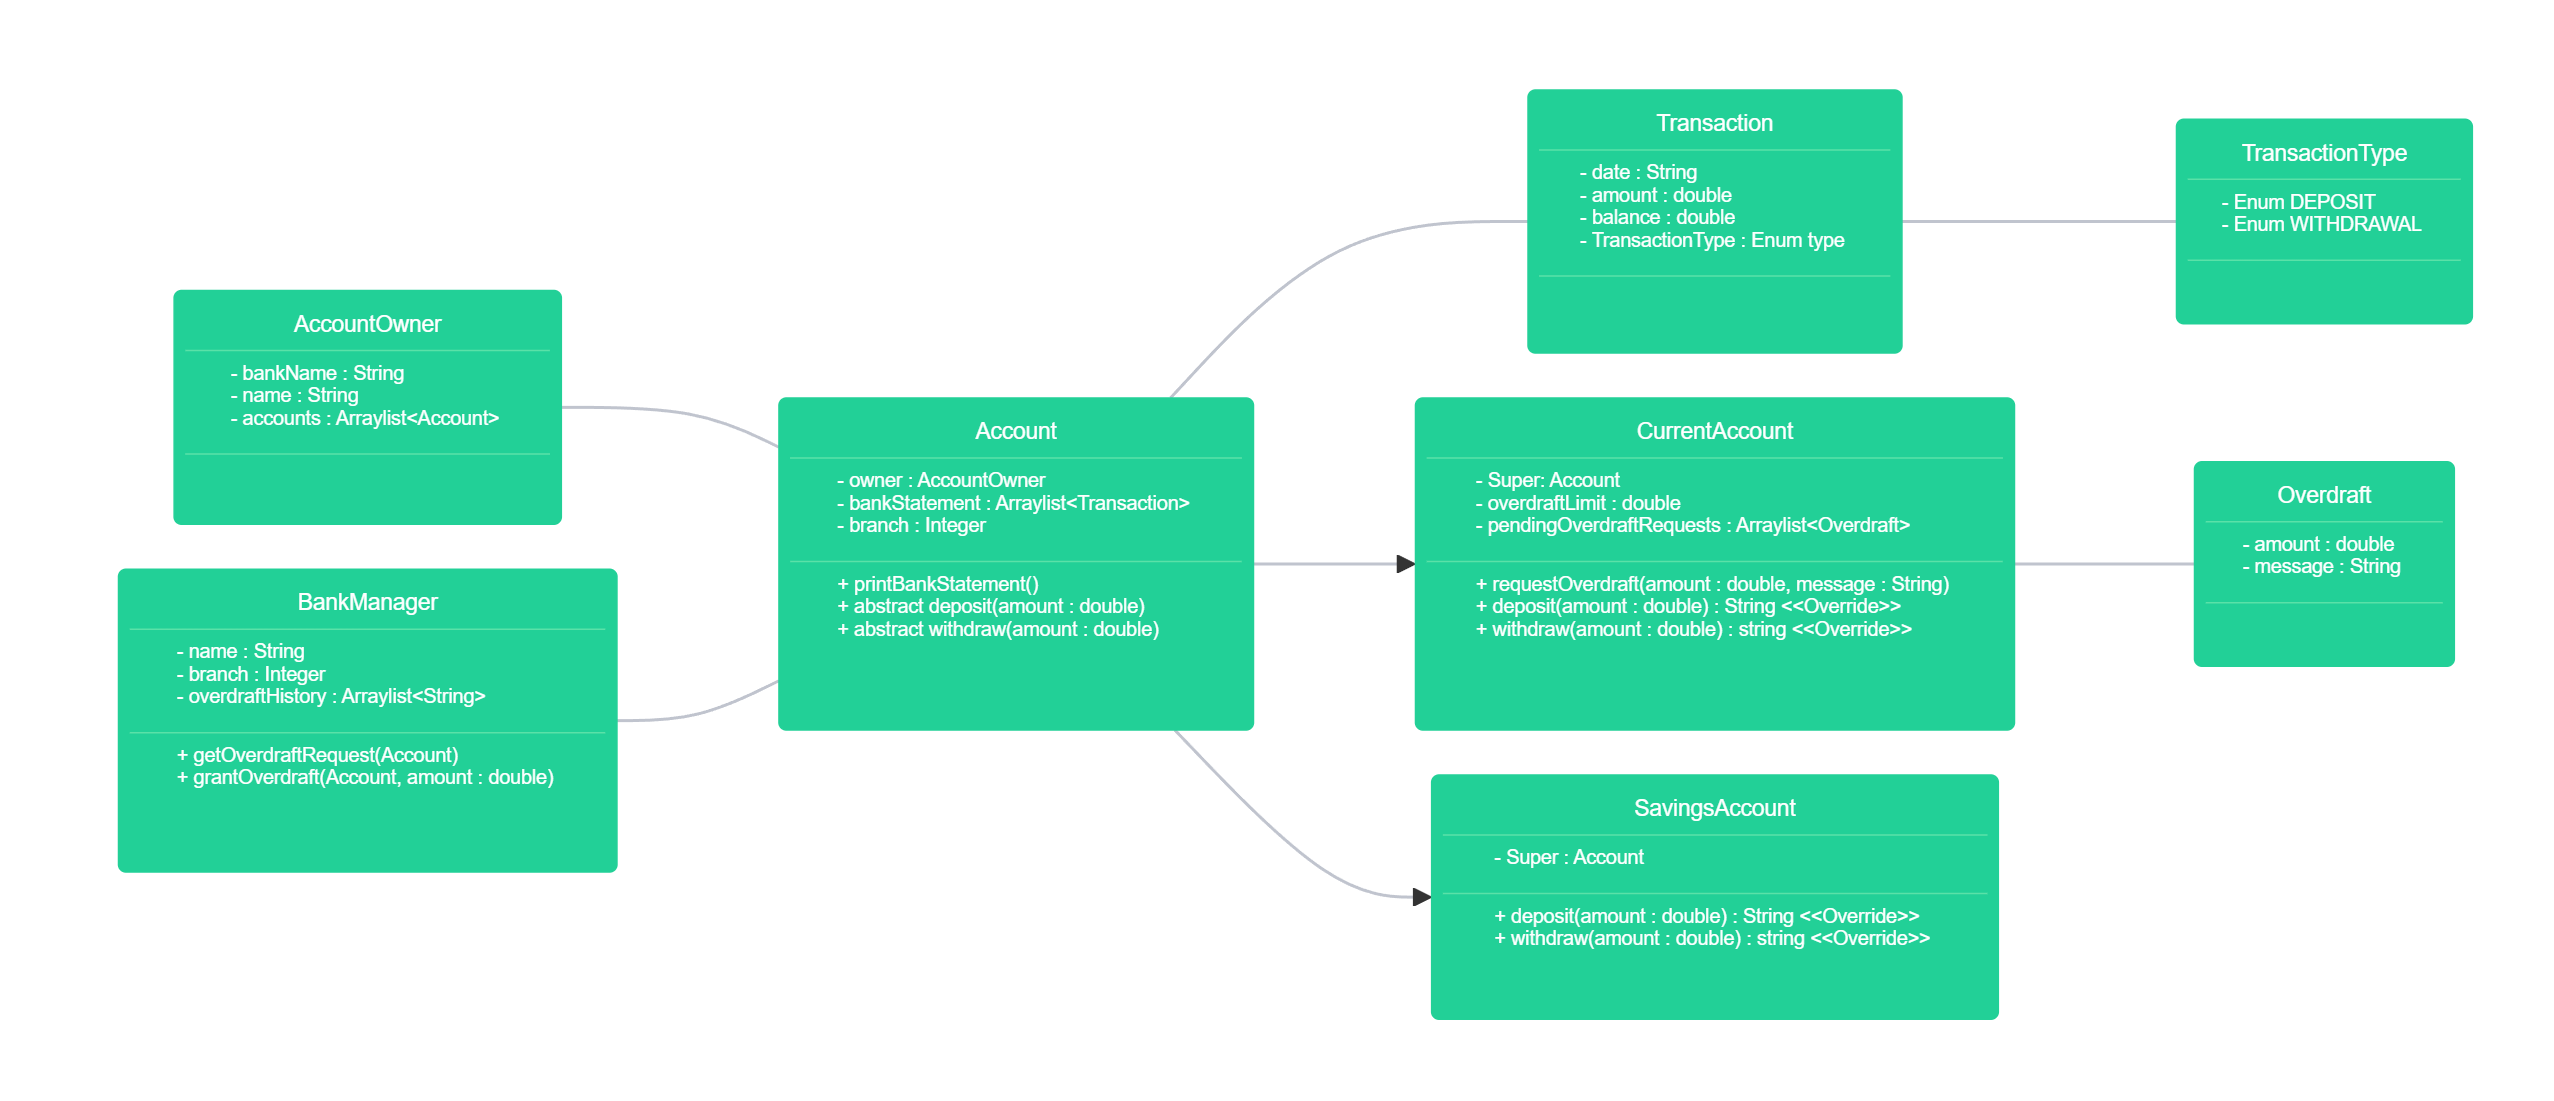 Transaction
- date : String
- amount : double
- balance : double
- TransactionType : Enum type
TransactionType
- Enum DEPOSIT
- Enum WITHDRAWAL
AccountOwner
- bankName : String
- name : String
- accounts : Arraylist<Account>
Account
- owner : AccountOwner
- bankStatement : Arraylist<Transaction>
- branch : Integer
+ printBankStatement()
+ abstract deposit(amount : double)
+ abstract withdraw(amount : double)
CurrentAccount
- Super: Account
- overdraftLimit : double
- pendingOverdraftRequests : Arraylist<Overdraft>
+ requestOverdraft(amount : double, message : String)
+ deposit(amount : double) : String <<Override>>
+ withdraw(amount : double) : string <<Override>>
Overdraft
- amount : double
- message : String
BankManager
- name : String
- branch : Integer
- overdraftHistory : Arraylist<String>
+ getOverdraftRequest(Account)
+ grantOverdraft(Account, amount : double)
SavingsAccount
- Super : Account
+ deposit(amount : double) : String <<Override>>
+ withdraw(amount : double) : string <<Override>>